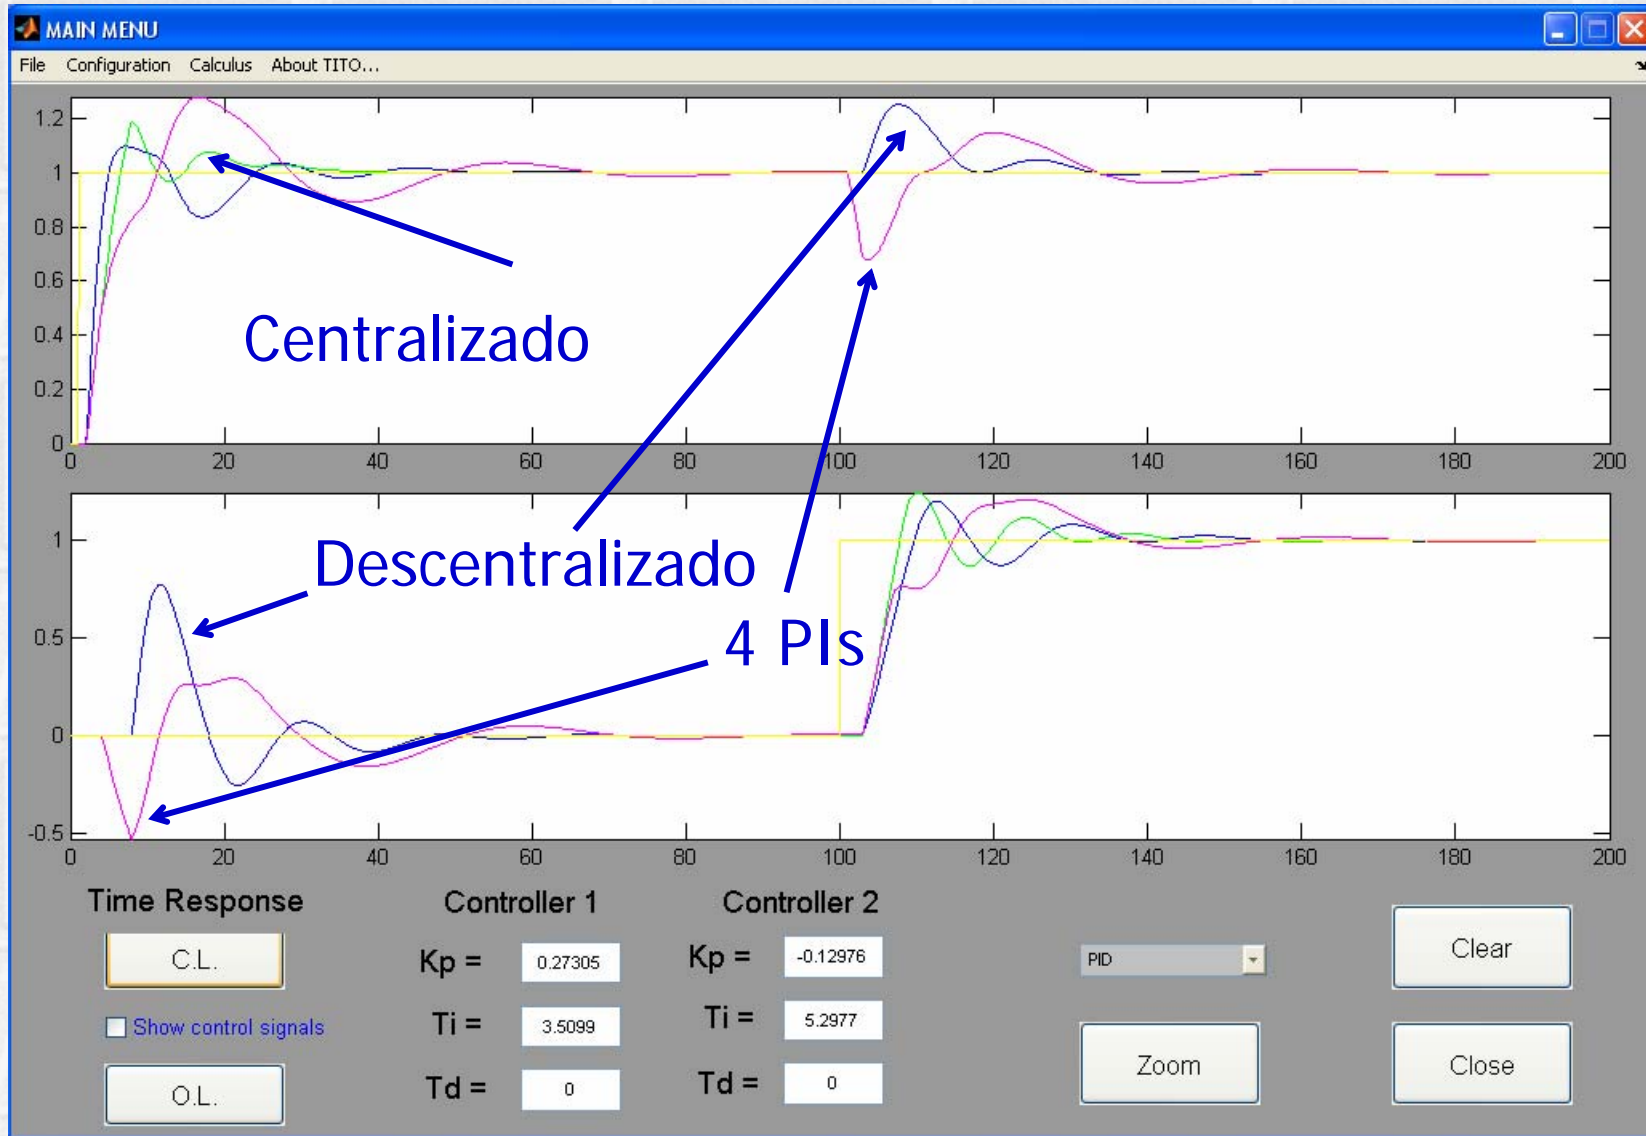 MAIN MENU
File Configuration Calculus About TITO...
1.2
1
0.8
0.6
0.4
0.2
0
0 20 40 60 80 100 120 140 160 180 200
Centralizado
1
0.5
0
-0.5
0 20 40 60 80 100 120 140 160 180 200
Descentralizado
4 PIs
Time Response
Controller 1
Controller 2
C.L.
Kp = 0.27305
Kp = -0.12976
PID
Clear
Show control signals
Ti = 3.5099
Ti = 5.2977
O.L.
Td = 0
Td = 0
Zoom
Close